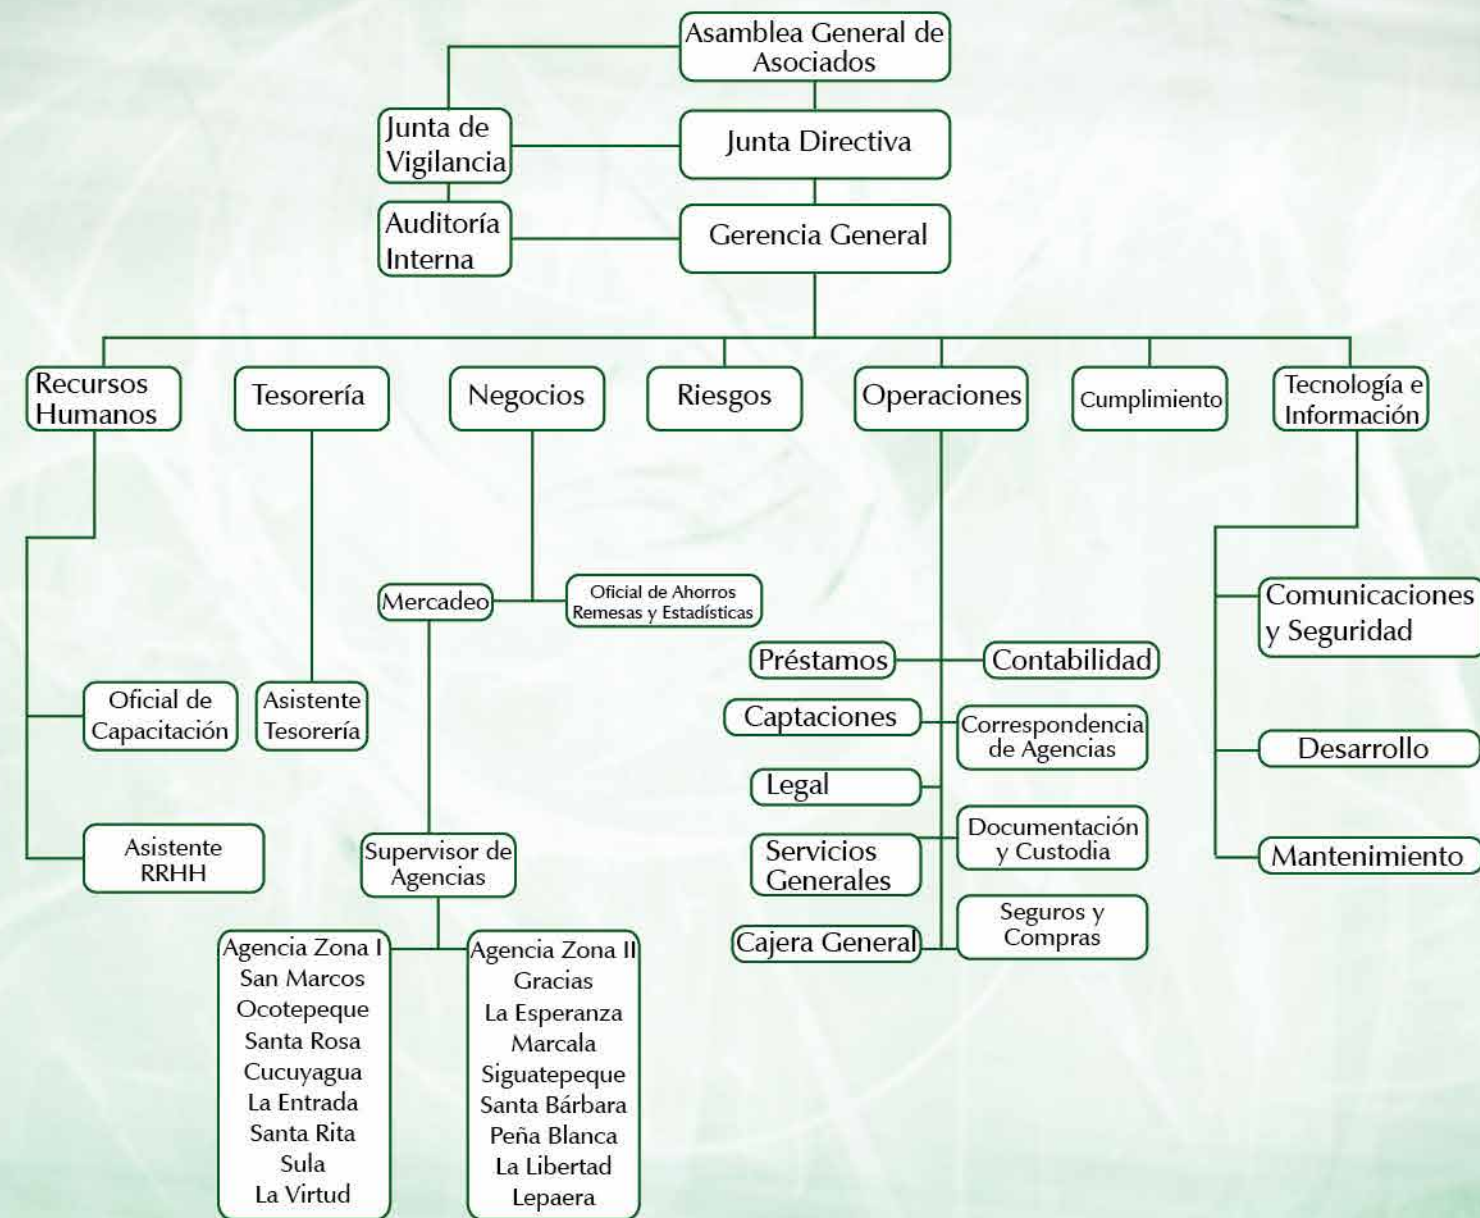 Asamblea General de
Asociados
Junta de
Vigilancia
Junta Directiva
Auditoría
Interna
Gerencia General
Recursos
Humanos
Tesorería
Negocios
Riesgos
Operaciones
Cumplimiento
Tecnología e
Información
Mercadeo
Oficial de Ahorros
Remesas y Estadísticas
Comunicaciones
y Seguridad
Préstamos
Contabilidad
Oficial de
Capacitación
Asistente
Tesorería
Captaciones
Correspondencia
de Agencias
Desarrollo
Legal
Asistente
RRHH
Supervisor de
Agencias
Servicios
Generales
Documentación
y Custodia
Mantenimiento
Cajera General
Seguros y
Compras
Agencia Zona I
San Marcos
Ocotepeque
Santa Rosa
Cucuyagua
La Entrada
Santa Rita
Sula
La Virtud
Agencia Zona II
Gracias
La Esperanza
Marcala
Siguatepeque
Santa Bárbara
Peña Blanca
La Libertad
Lepaera